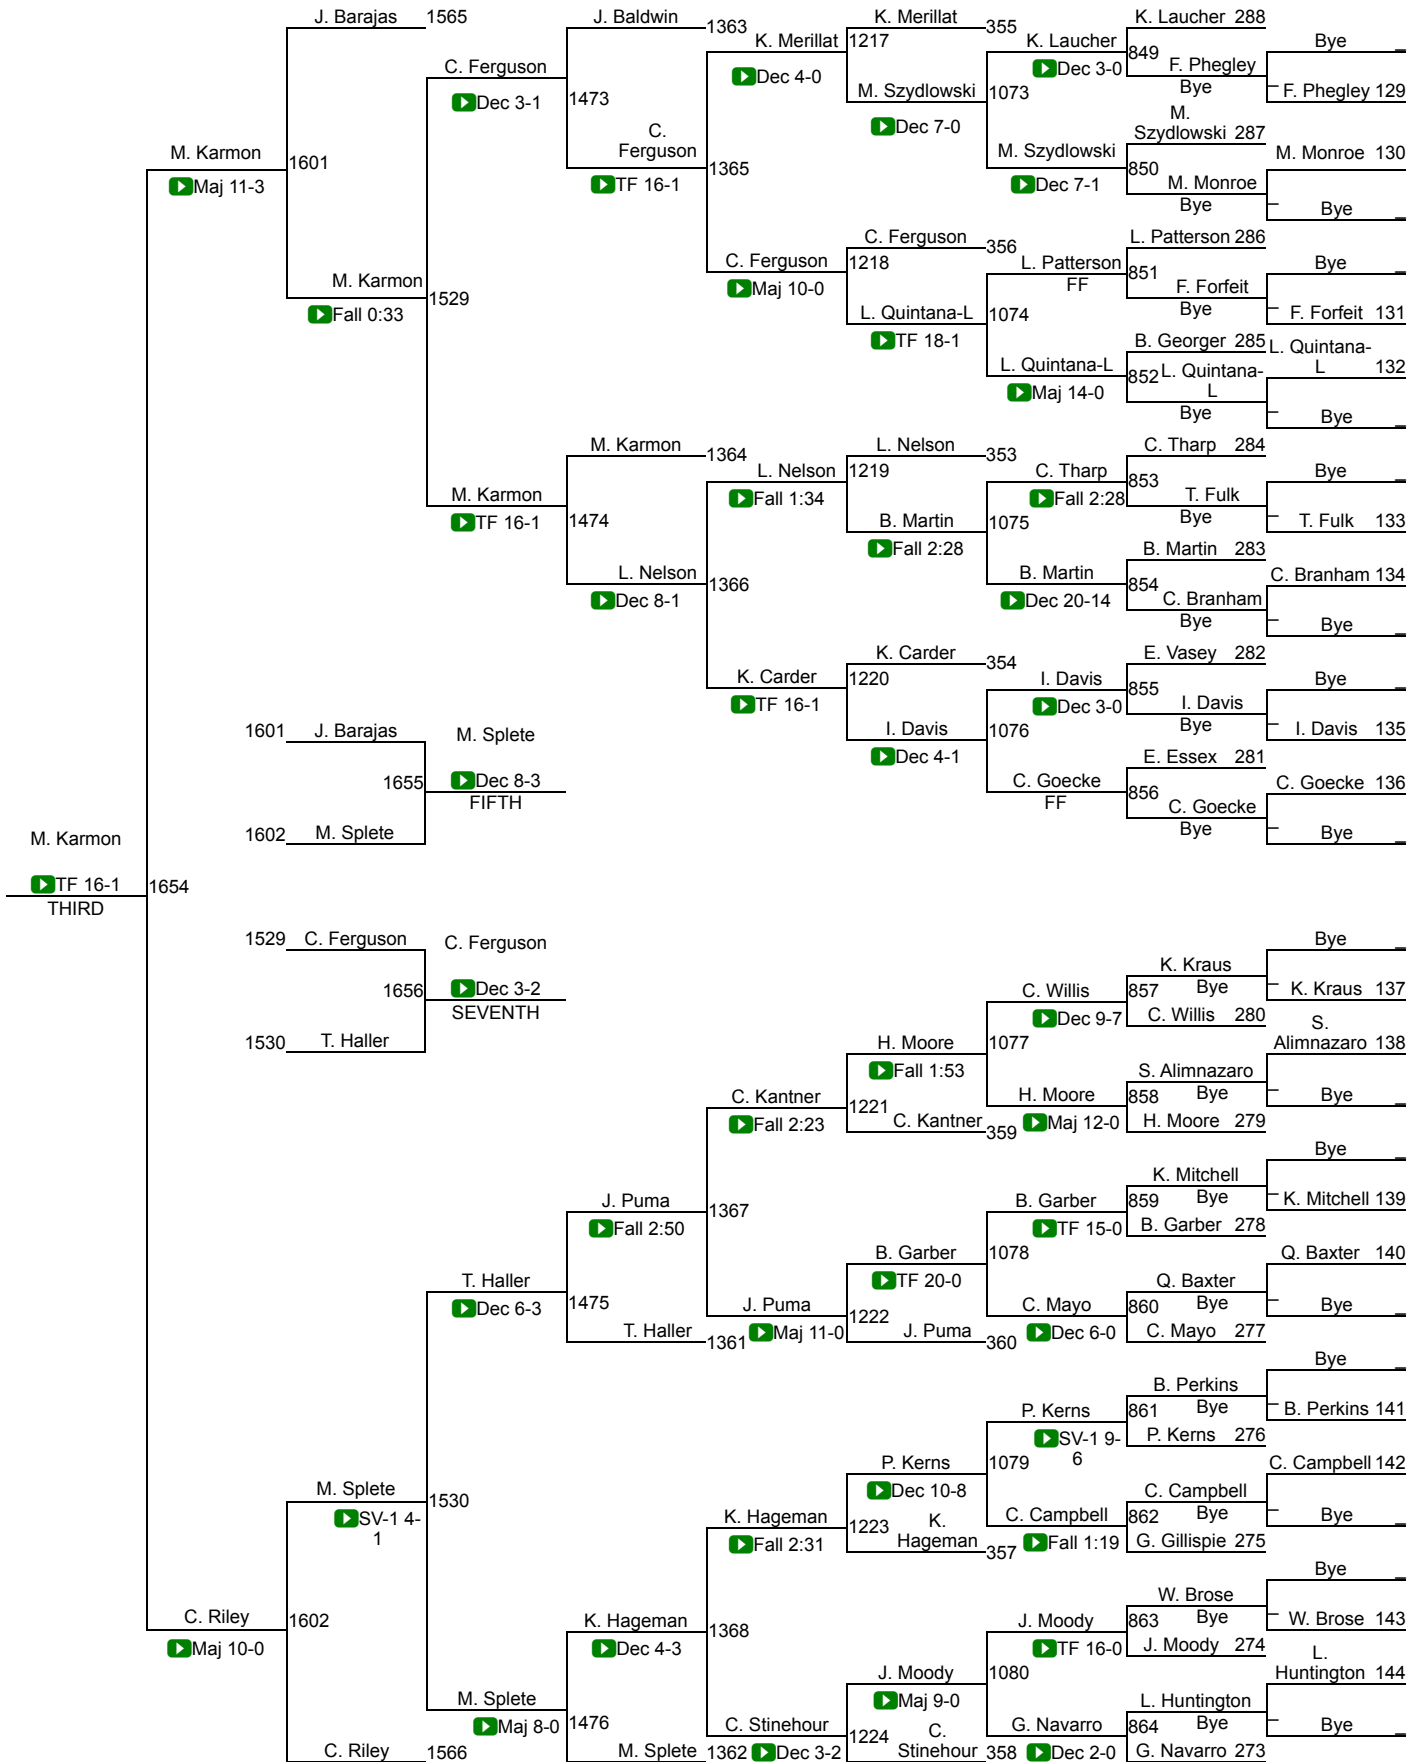 J. Barajas 1565
J. Baldwin 1363
K. Merillat 355
K. Laucher 288
K. Merillat 1217
K. Laucher 849
Bye
Dec 4-0
Dec 3-0
F. Phegley
Bye
F. Phegley 129
C. Ferguson
Dec 3-1
1473
M. Szydlowski 1073
Dec 7-0
M. Szydlowski 287
M. Monroe 130
C. Ferguson
TF 16-1
1365
M. Szydlowski
Dec 7-1
850
M. Monroe
Bye
Bye
M. Karmon
Maj 11-3
1601
C. Ferguson 356
L. Patterson 286
C. Ferguson
Maj 10-0
1218
L. Patterson
FF
851
F. Forfeit
Bye
Bye
F. Forfeit 131
M. Karmon
Fall 0:33
1529
L. Quintana-L
TF 18-1
1074
B. Georger 285
L. Quintana-L 132
L. Quintana-L
Maj 14-0
852
L. Quintana-L
Bye
Bye
M. Karmon 1364
L. Nelson 353
C. Tharp 284
L. Nelson
Fall 1:34
1219
C. Tharp
Fall 2:28
853
T. Fulk
Bye
Bye
T. Fulk 133
M. Karmon
TF 16-1
1474
B. Martin
Fall 2:28
1075
B. Martin 283
C. Branham 134
L. Nelson
Dec 8-1
1366
B. Martin
Dec 20-14
854
C. Branham
Bye
Bye
K. Carder 354
E. Vasey 282
K. Carder
TF 16-1
1220
I. Davis
Dec 3-0
855
I. Davis
Bye
Bye
I. Davis 135
1601 J. Barajas
M. Splete
I. Davis
Dec 4-1
1076
E. Essex 281
C. Goecke 136
1655
Dec 8-3
FIFTH
C. Goecke
FF
856
C. Goecke
Bye
Bye
1602 M. Splete
M. Karmon
TF 16-1
THIRD
1654
1529 C. Ferguson
C. Ferguson
1656
Dec 3-2
SEVENTH
1530 T. Haller
Bye
K. Kraus
Bye
K. Kraus 137
C. Willis
Dec 9-7
857
C. Willis 280
S. Alimnazaro 138
H. Moore
Fall 1:53
1077
S. Alimnazaro
Bye
Bye
C. Kantner
Fall 2:23
1221
C. Kantner 359
H. Moore
Maj 12-0
858
H. Moore 279
Bye
K. Mitchell
Bye
K. Mitchell 139
J. Puma
Fall 2:50
1367
B. Garber
TF 15-0
859
B. Garber 278
B. Garber
TF 20-0
1078
Q. Baxter 140
Q. Baxter
Bye
Bye
T. Haller
Dec 6-3
1475
T. Haller 1361
J. Puma
Maj 11-0
1222
J. Puma 360
C. Mayo
Dec 6-0
860
C. Mayo 277
Bye
B. Perkins
Bye
B. Perkins 141
P. Kerns
SV-1 9-6
861
P. Kerns 276
P. Kerns
Dec 10-8
1079
C. Campbell 142
C. Campbell
Bye
Bye
M. Splete
SV-1 4-1
1530
K. Hageman
Fall 2:31
1223
K. Hageman 357
C. Campbell
Fall 1:19
862
G. Gillispie 275
Bye
W. Brose
Bye
W. Brose 143
C. Riley
Maj 10-0
1602
K. Hageman
Dec 4-3
1368
J. Moody
TF 16-0
863
J. Moody 274
L. Huntington 144
J. Moody
Maj 9-0
1080
L. Huntington
Bye
Bye
M. Splete
Maj 8-0
1476
C. Stinehour
Dec 3-2
1224
C. Stinehour 358
G. Navarro
Dec 2-0
864
G. Navarro 273
C. Riley 1566
M. Splete 1362